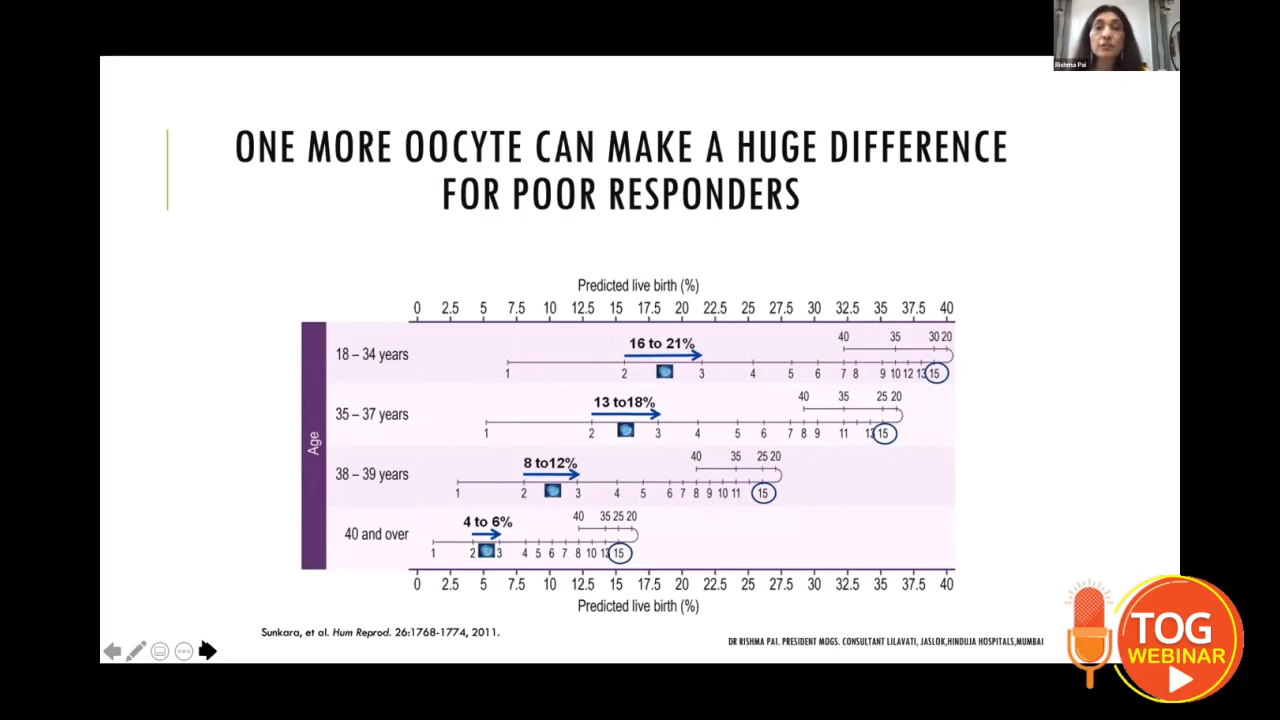 Rishma Pai
ONE MORE OOCYTE CAN MAKE A HUGE DIFFERENCE
FOR POOR RESPONDERS
Predicted live birth (%)
0 2.5 5 7.5 10 12.5 15 17.5 20 22.5 25 27.5 30 32.5 35 37.5 40
Age
40 35 30 20
16 to 21%
18 – 34 years
1 2 3 4 5 6 7 8 9 10 12 13 15
40 35 25 20
13 to18%
35 – 37 years
1 2 3 4 5 6 7 8 9 11 13 15
40 35 25 20
8 to12%
38 – 39 years
1 2 3 4 5 6 7 8 9 10 11 15
40 35 25 20
4 to 6%
40 and over
1 2 3 4 5 6 7 8 10 13 15
0 2.5 5 7.5 10 12.5 15 17.5 20 22.5 25 27.5 30 32.5 35 37.5 40
Predicted live birth (%)
Sunkara, et al. Hum Reprod. 26:1768-1774, 2011.
DR RISHMA PAI. PRESIDENT MOGS. CONSULTANT LILAVATI, JASLOK,HINDUJA HOSPITALS,MUMBAI
TOG
WEBINAR